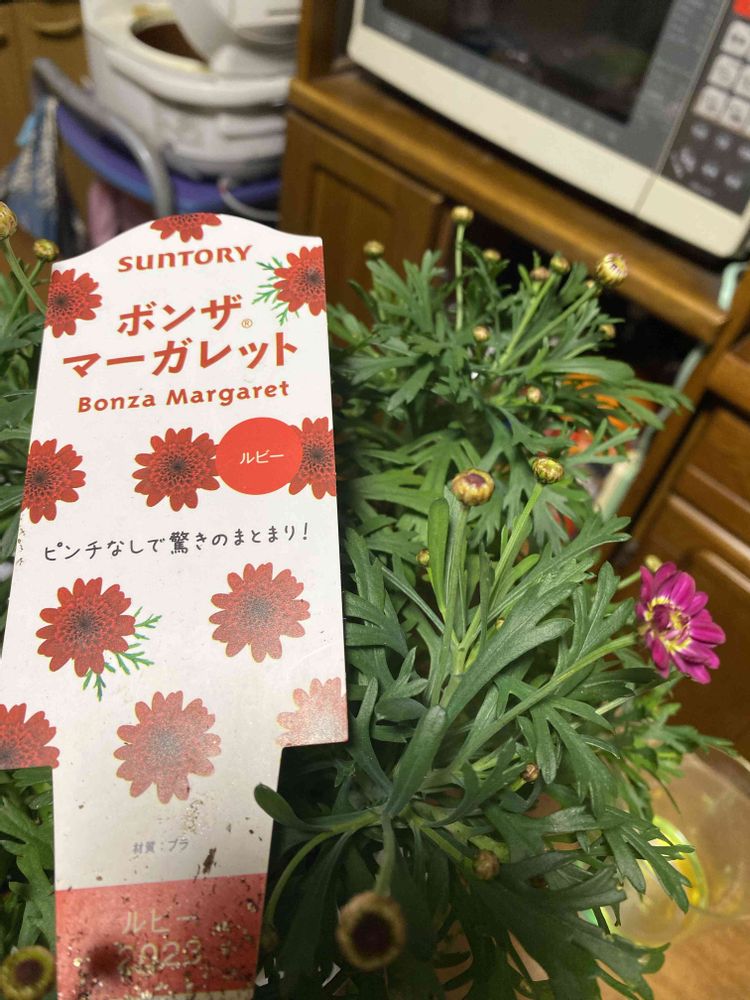 SUNTORY
ボンザ®
マーガレット
Bonza Margaret
ルビー
ピンチなしで驚きのまとまり!
材質:プラ
ルビー
2023